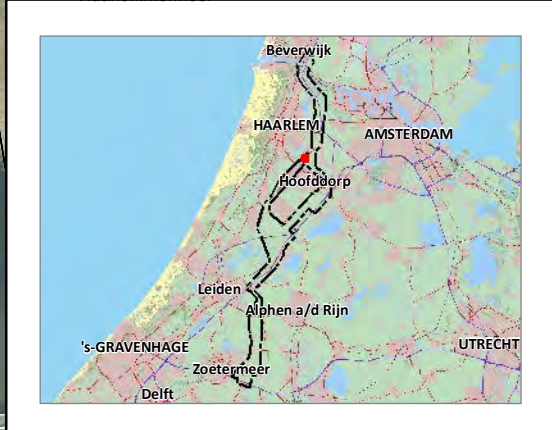 Beverwijk
HAARLEM
AMSTERDAM
Hoofddorp
Leiden
Alphen a/d Rijn
's-GRAVENHAGE
UTRECHT
Zoetermeer
Delft